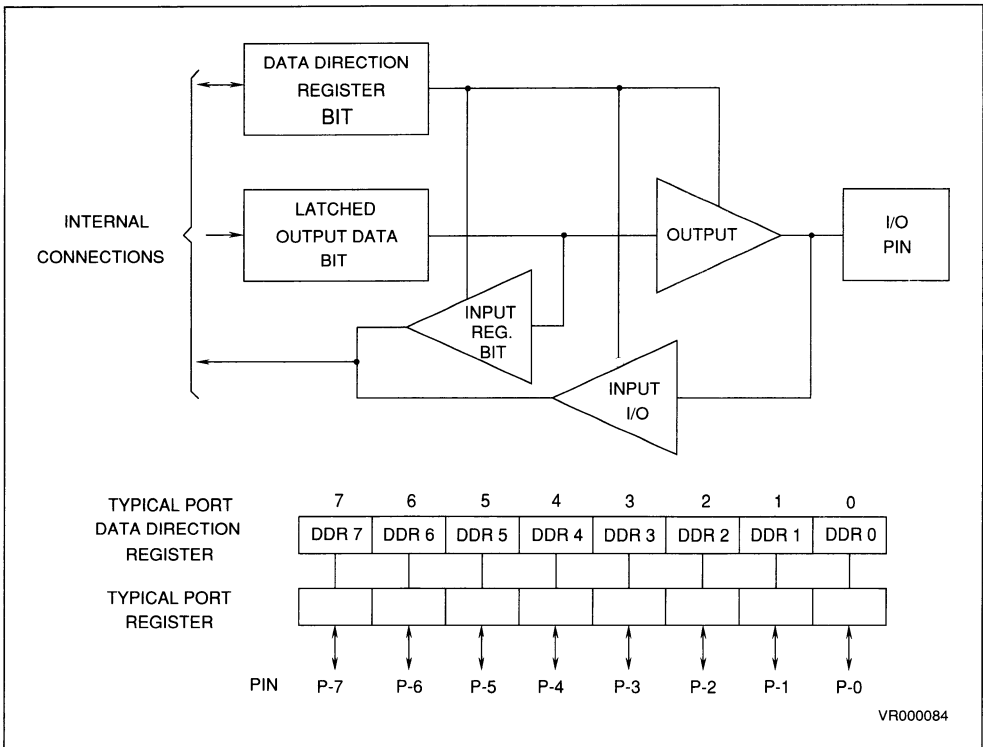 DATA DIRECTION
REGISTER
BIT
LATCHED
OUTPUT DATA
BIT
INTERNAL
CONNECTIONS
OUTPUT
I/O
PIN
INPUT
REG.
BIT
INPUT
I/O
TYPICAL PORT
DATA DIRECTION
REGISTER
7 6 5 4 3 2 1 0
DDR 7 DDR 6 DDR 5 DDR 4 DDR 3 DDR 2 DDR 1 DDR 0
TYPICAL PORT
REGISTER
PIN P-7 P-6 P-5 P-4 P-3 P-2 P-1 P-0
VR000084